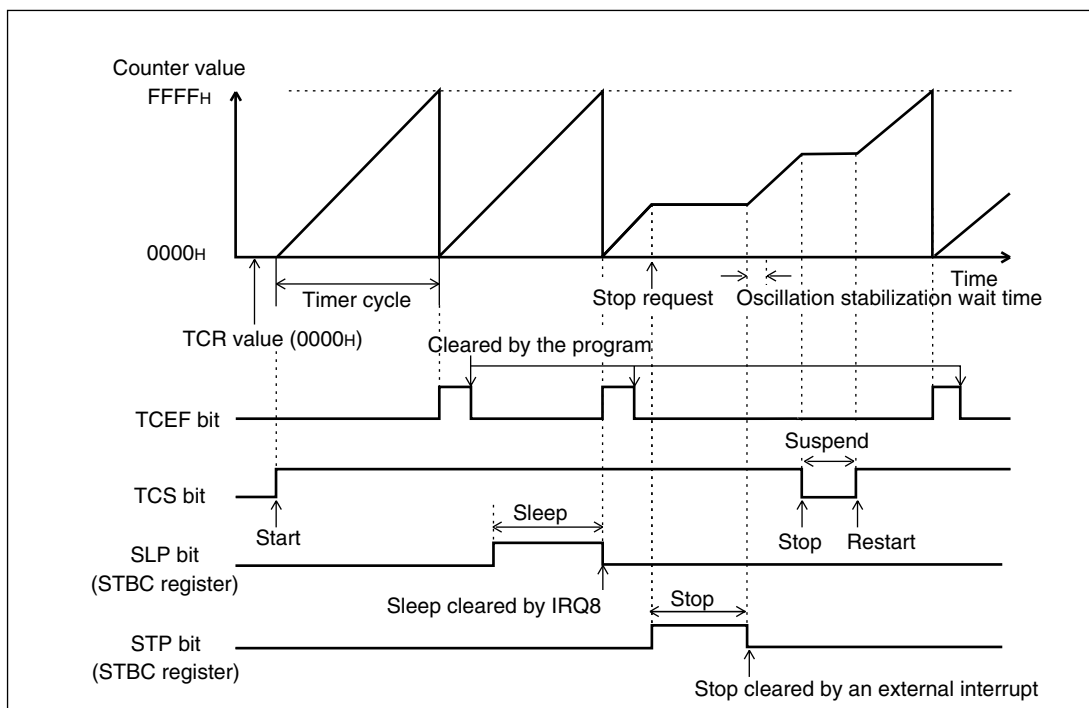 Counter value
FFFFH
0000H
Time
Timer cycle
Stop request
Oscillation stabilization wait time
TCR value (0000H)
Cleared by the program
TCEF bit
Suspend
TCS bit
Start
Sleep
Stop
Restart
SLP bit
(STBC register)
Sleep cleared by IRQ8
Stop
STP bit
(STBC register)
Stop cleared by an external interrupt